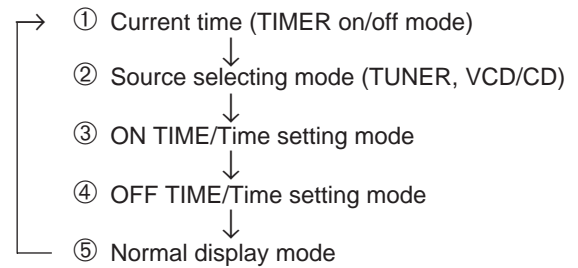 ① Current time (TIMER on/off mode)
② Source selecting mode (TUNER, VCD/CD)
③ ON TIME/Time setting mode
④ OFF TIME/Time setting mode
⑤ Normal display mode